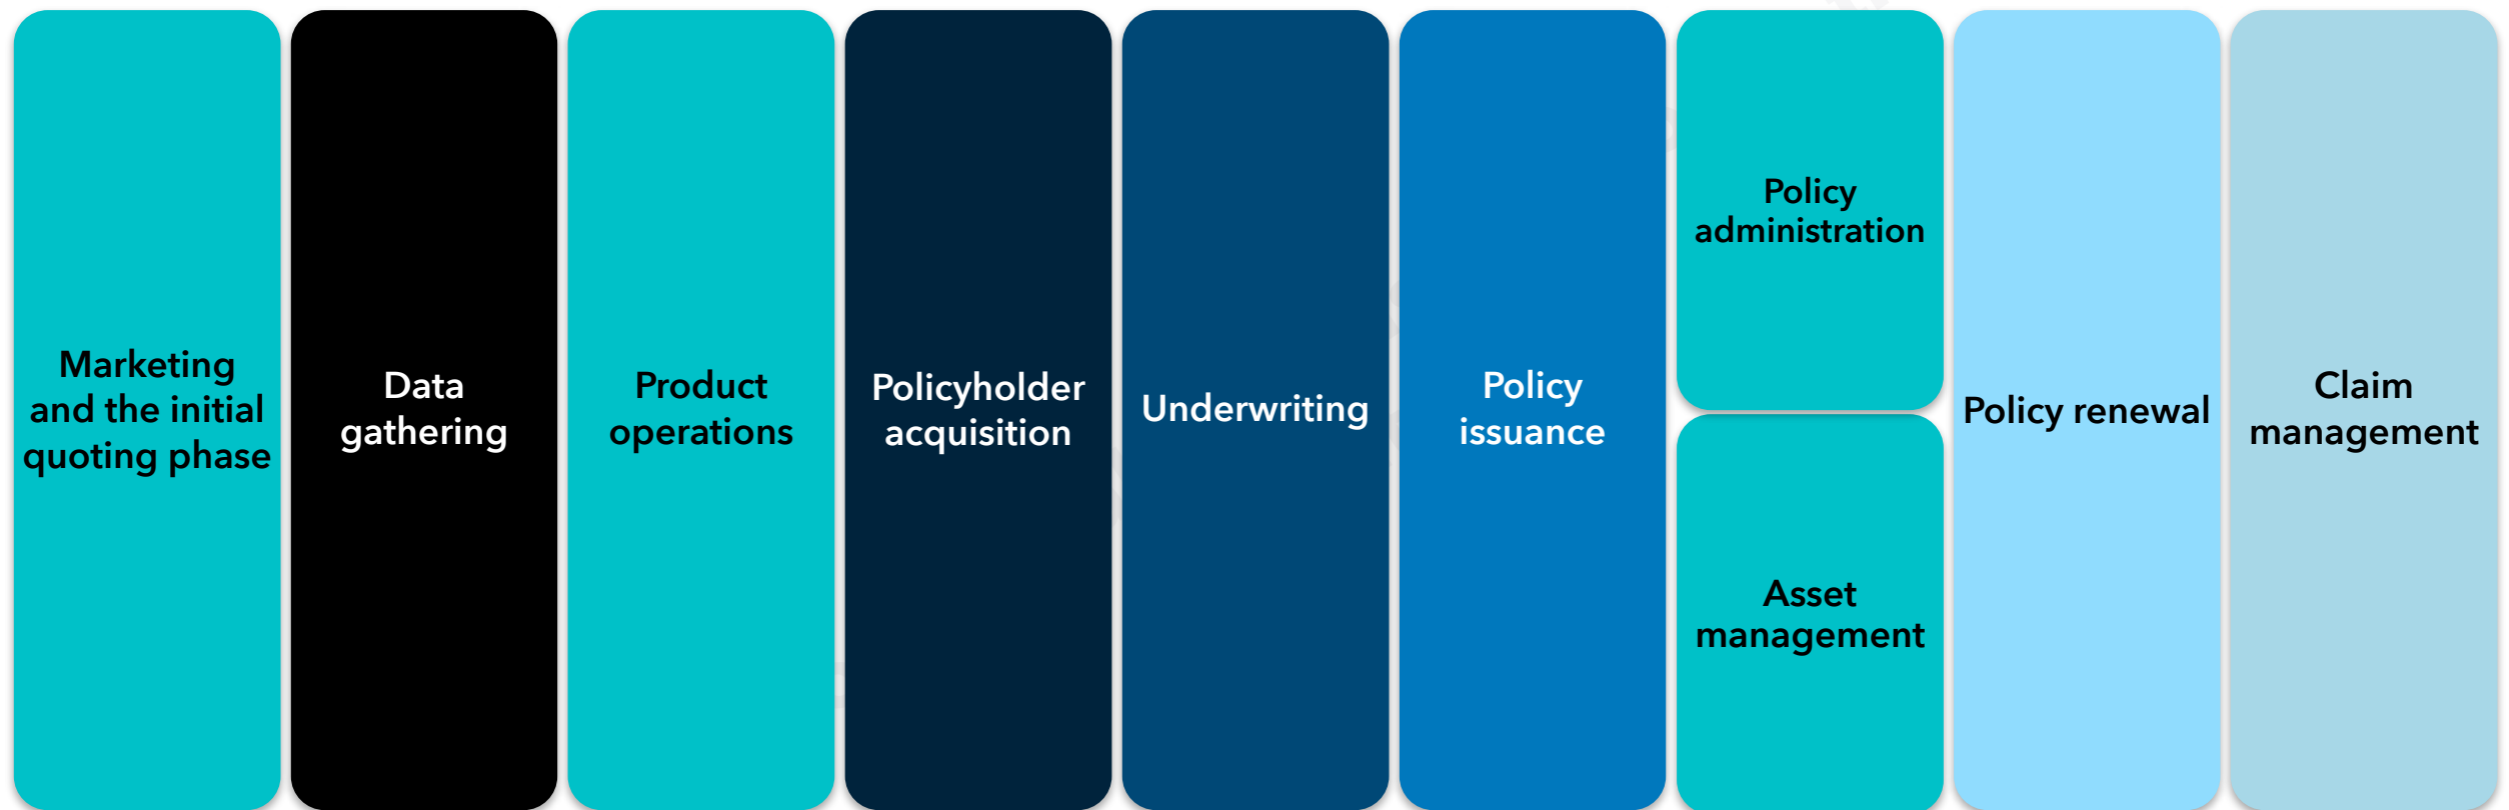 Marketing
and the initial
quoting phase
Data
gathering
Product
operations
Policyholder
acquisition
Underwriting
Policy
issuance
Policy
administration
Asset
management
Policy renewal
Claim
management